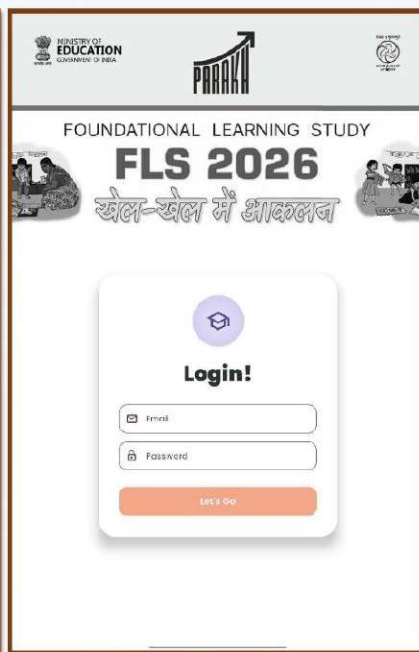 MINISTRY OF
EDUCATION
GOVERNMENT OF INDIA
PARAKH
FOUNDATIONAL LEARNING STUDY
FLS 2026
खेल-खेल में आकलन
Login!
Email
Password
Let's Go